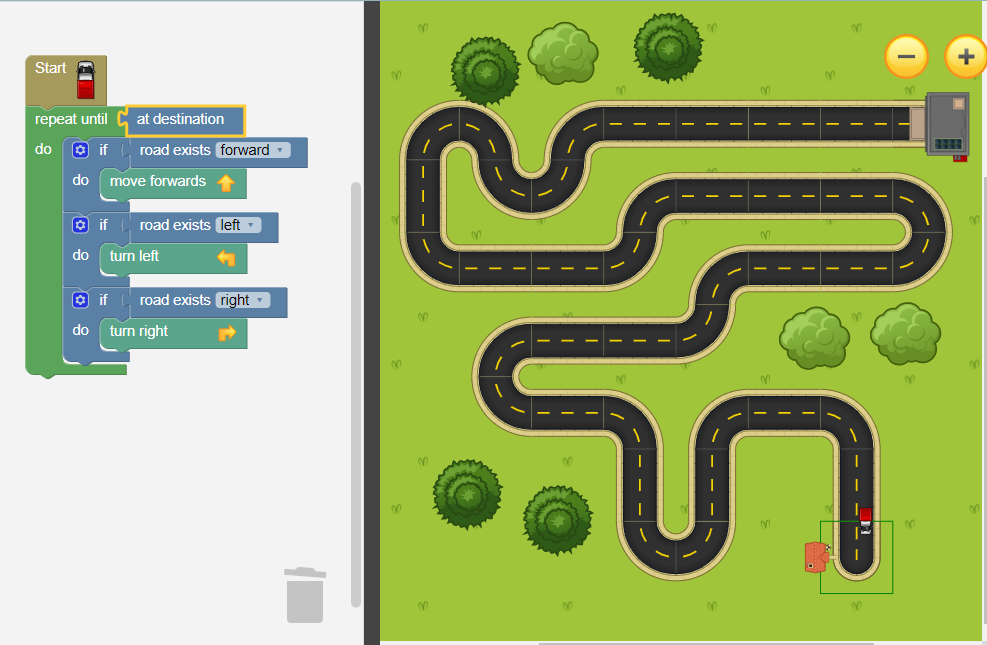 Start
repeat until at destination
do if road exists forward
do move forwards
if road exists left
do turn left
if road exists right
do turn right